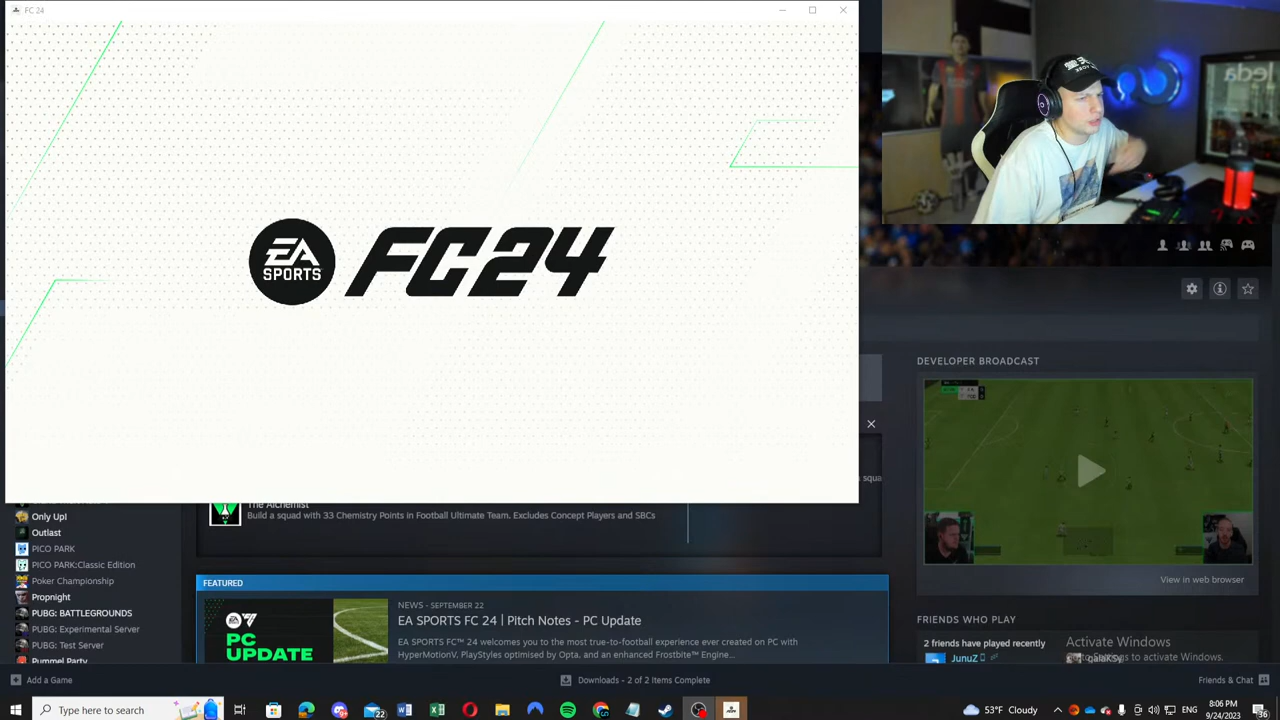 FC 24
EA
SPORTS
FC24
DEVELOPER BROADCAST
View in web browser
The Alchemist
Build a squad with 33 Chemistry Points in Football Ultimate Team. Excludes Concept Players and SBCs
a squa
Only Up!
Outlast
PICO PARK
PICO PARK:Classic Edition
Poker Championship
Propnight
PUBG: BATTLEGROUNDS
PUBG: Experimental Server
PUBG: Test Server
Pummel Party
FEATURED
PC
UPDATE
NEWS - SEPTEMBER 22
EA SPORTS FC 24 | Pitch Notes - PC Update
EA SPORTS FC™ 24 welcomes you to the most true-to-football experience ever created on PC with
HyperMotionV, PlayStyles optimised by Opta, and an enhanced Frostbite™ Engine...
FRIENDS WHO PLAY
2 friends have played recently
JunuZ
Activate Windows
to activate Windows.
Add a Game
Downloads - 2 of 2 Items Complete
Friends & Chat
Type here to search
22
53°F Cloudy
8:06 PM
9/24/2023
36